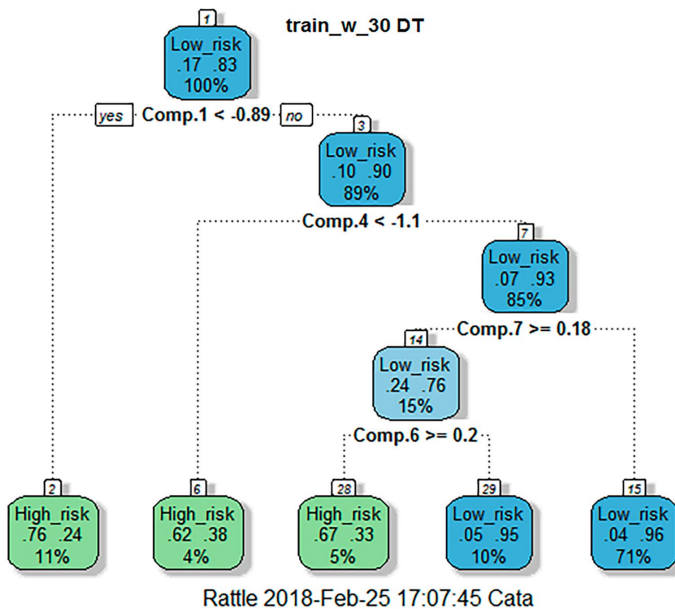 train_w_30 DT
1
Low_risk
.17 .83
100%
yes Comp.1 < -0.89 no
3
Low_risk
.10 .90
89%
Comp.4 < -1.1
7
Low_risk
.07 .93
85%
Comp.7 >= 0.18
14
Low_risk
.24 .76
15%
Comp.6 >= 0.2
2
High_risk
.76 .24
11%
6
High_risk
.62 .38
4%
28
High_risk
.67 .33
5%
29
Low_risk
.05 .95
10%
15
Low_risk
.04 .96
71%
Rattle 2018-Feb-25 17:07:45 Cata